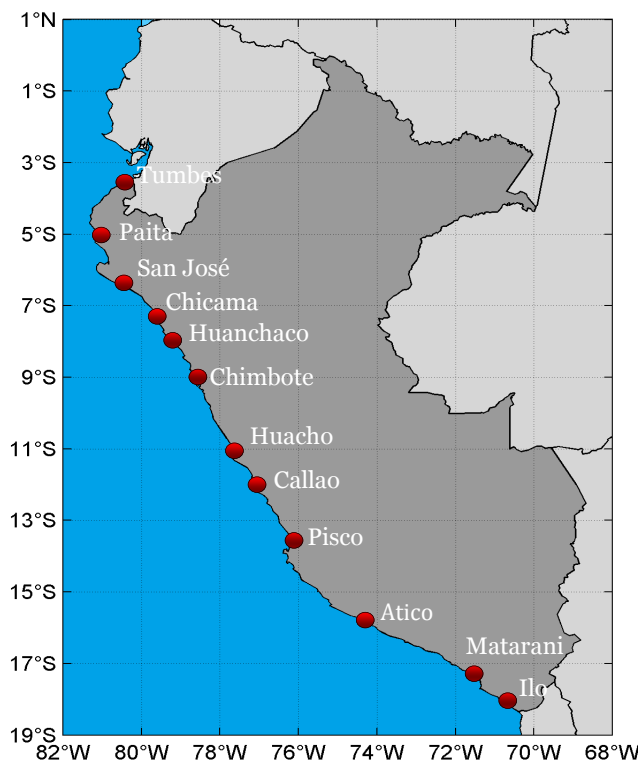 1°N
1°S
3°S
Tumbes
Paita
5°S
San José
7°S
Chicama
Huanchaco
9°S
Chimbote
Huacho
11°S
Callao
13°S
Pisco
15°S
Atico
Matarani
17°S
Ilo
19°S
82°W 80°W 78°W 76°W 74°W 72°W 70°W 68°W